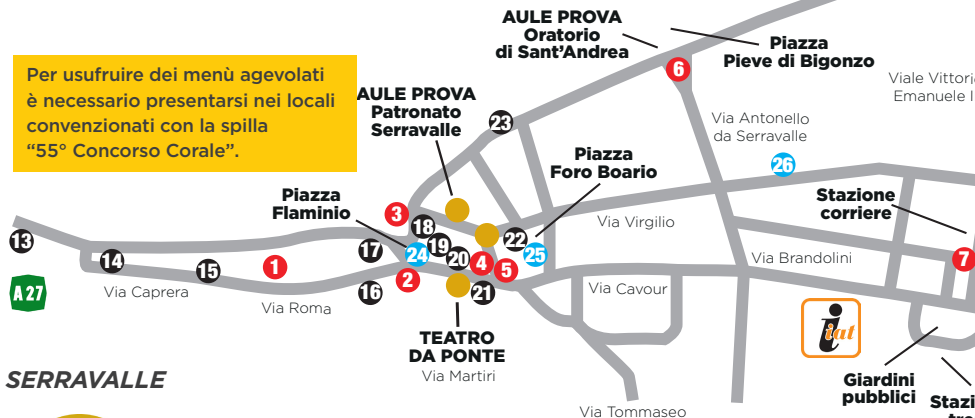 AULE PROVA
Oratorio
di Sant'Andrea
Piazza
Pieve di Bigonzo
6
Per usufruire dei menù agevolati
è necessario presentarsi nei locali
convenzionati con la spilla
“55° Concorso Corale”.
AULE PROVA
Patronato
Serravalle
23
Viale Vittorio
Emanuele I
Via Antonello
da Serravalle
26
Piazza
Foro Boario
Piazza
Flaminio
Stazione
corriere
3
18
Via Virgilio
13
17
19
22
24
20
25
14
15
1
4
5
Via Brandolini
7
A 27
Via Caprera
2
16
21
Via Cavour
Via Roma
iat
TEATRO
DA PONTE
Via Martiri
SERRAVALLE
Giardini
pubblici
Via Tommaseo